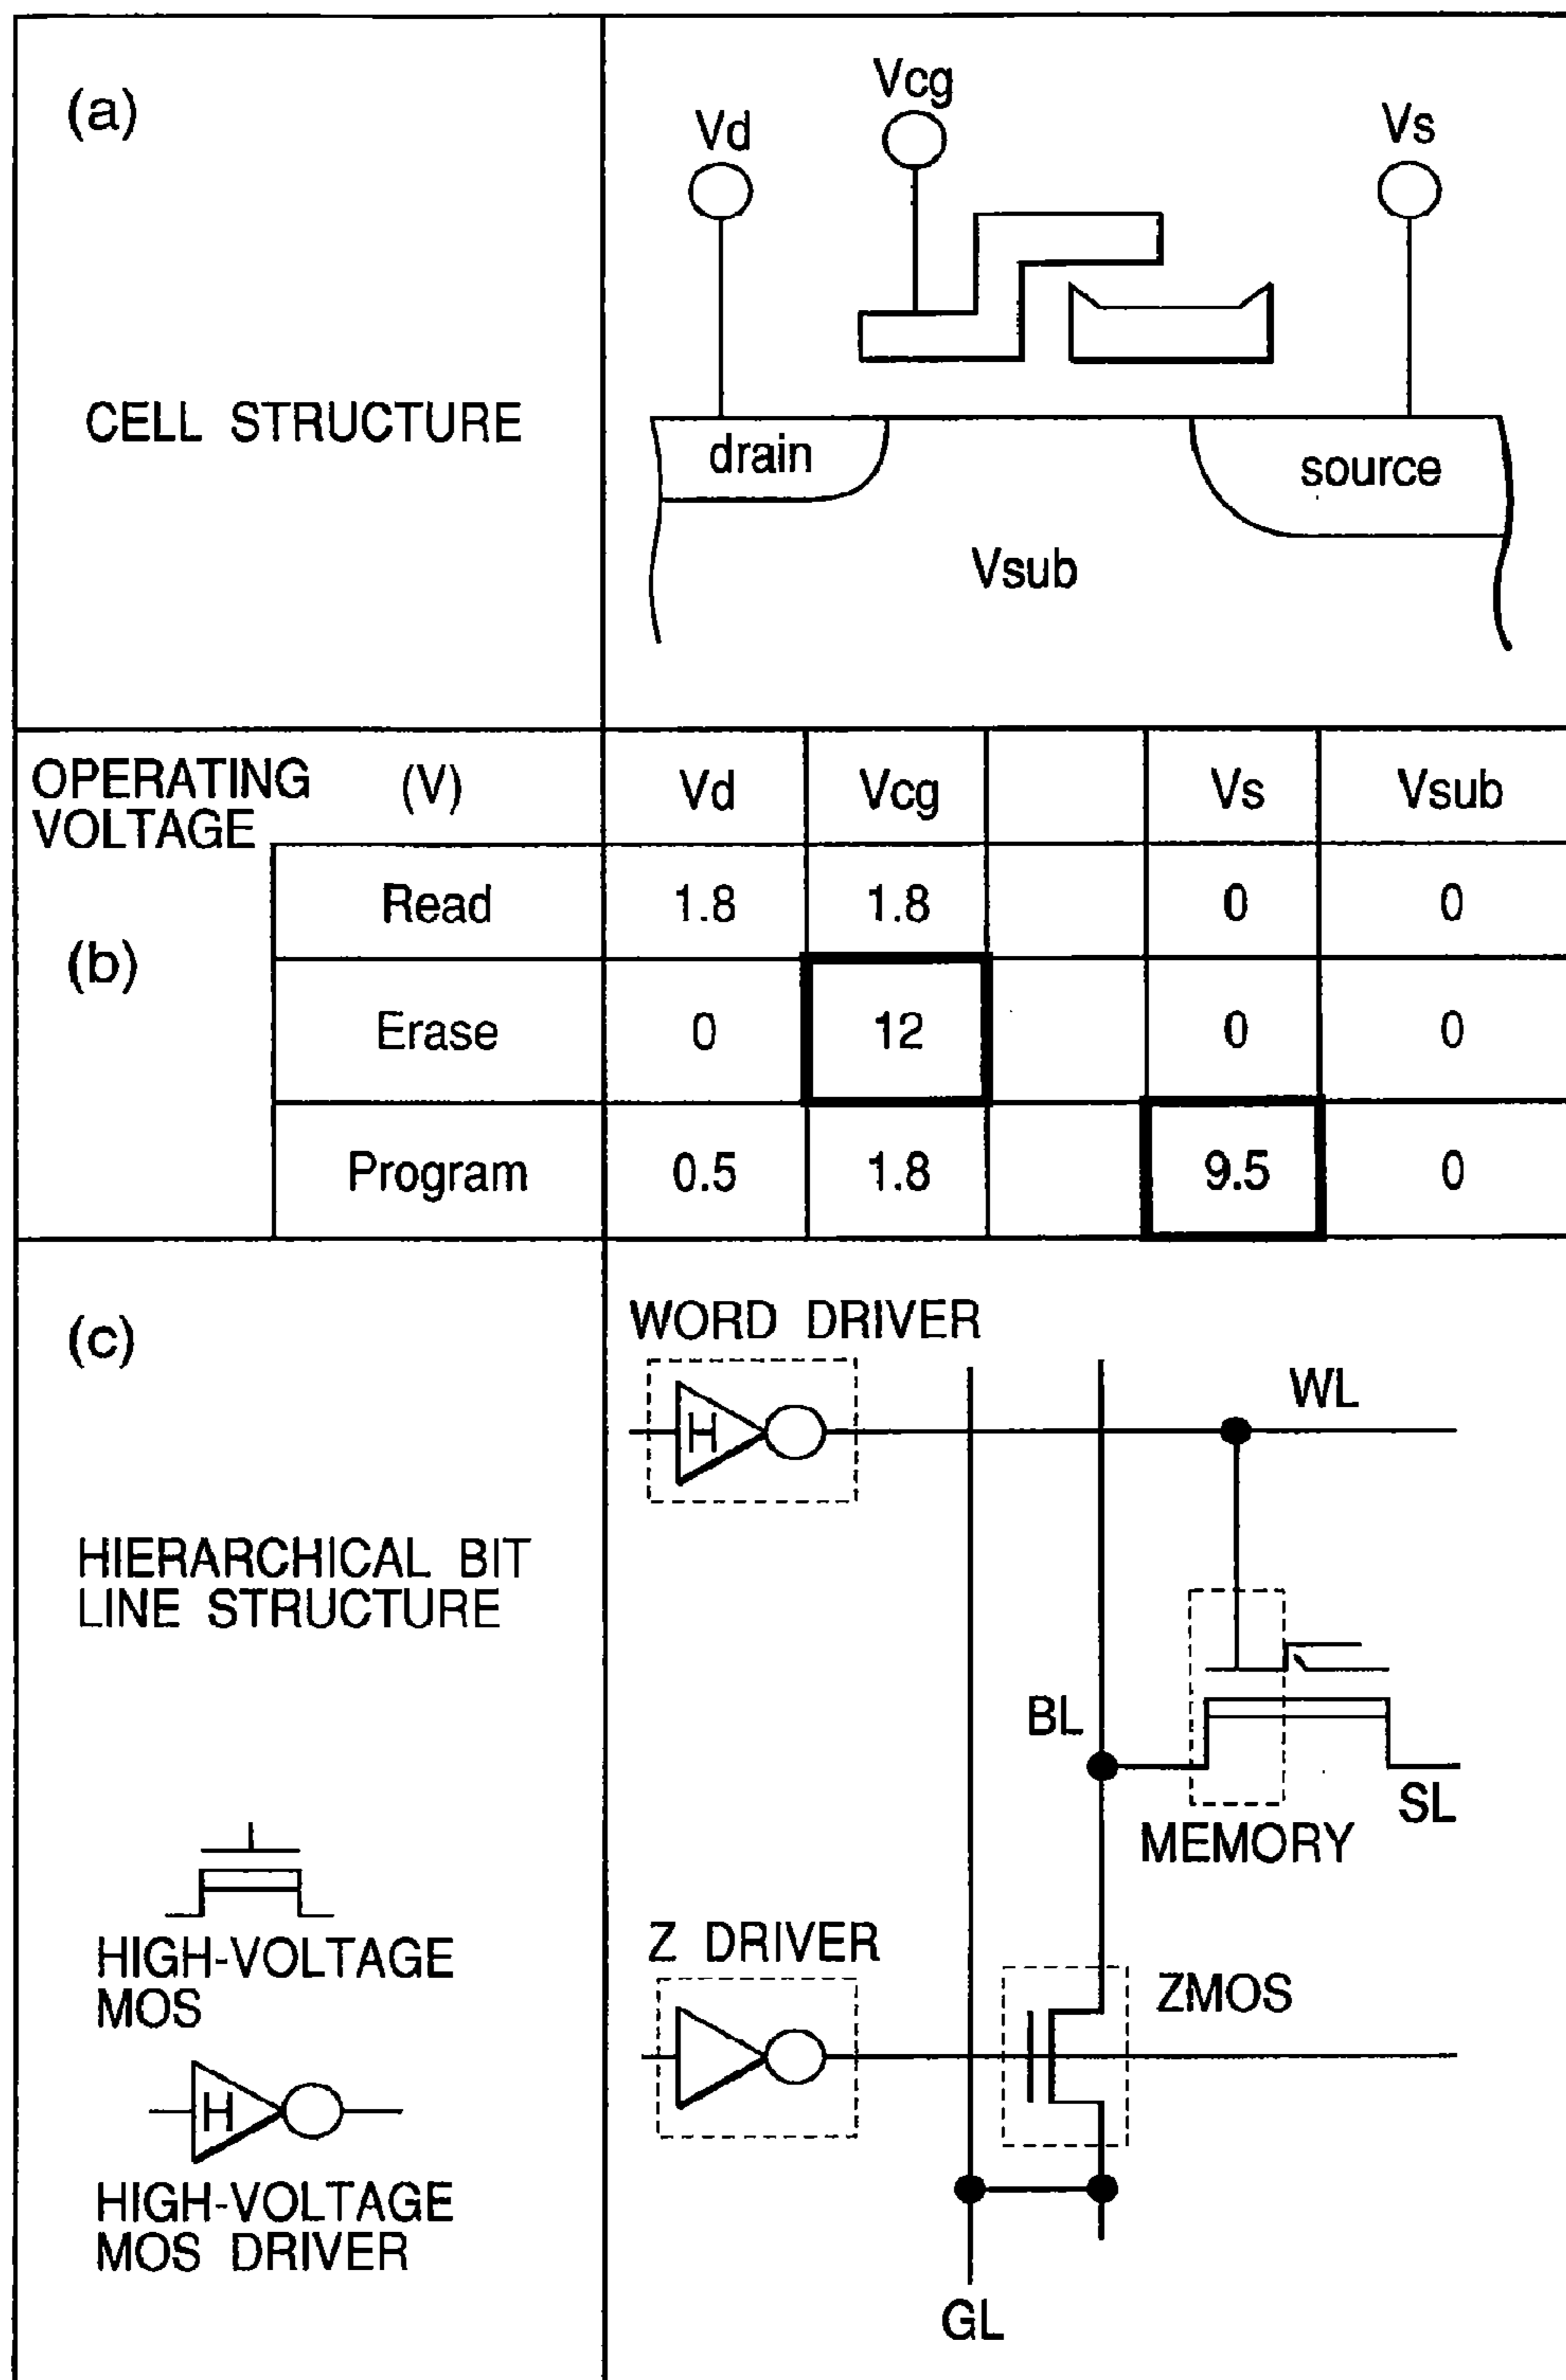 (a)
CELL STRUCTURE
Vd
Vcg
Vs
drain
source
Vsub
OPERATING
VOLTAGE
(V)
Vd Vcg Vs Vsub
(b)
Read 1.8 1.8 0 0
Erase 0 12 0 0
Program 0.5 1.8 9.5 0
(c)
HIERARCHICAL BIT
LINE STRUCTURE
HIGH-VOLTAGE
MOS
H
HIGH-VOLTAGE
MOS DRIVER
WORD DRIVER
H
WL
BL
SL
MEMORY
Z DRIVER
ZMOS
GL